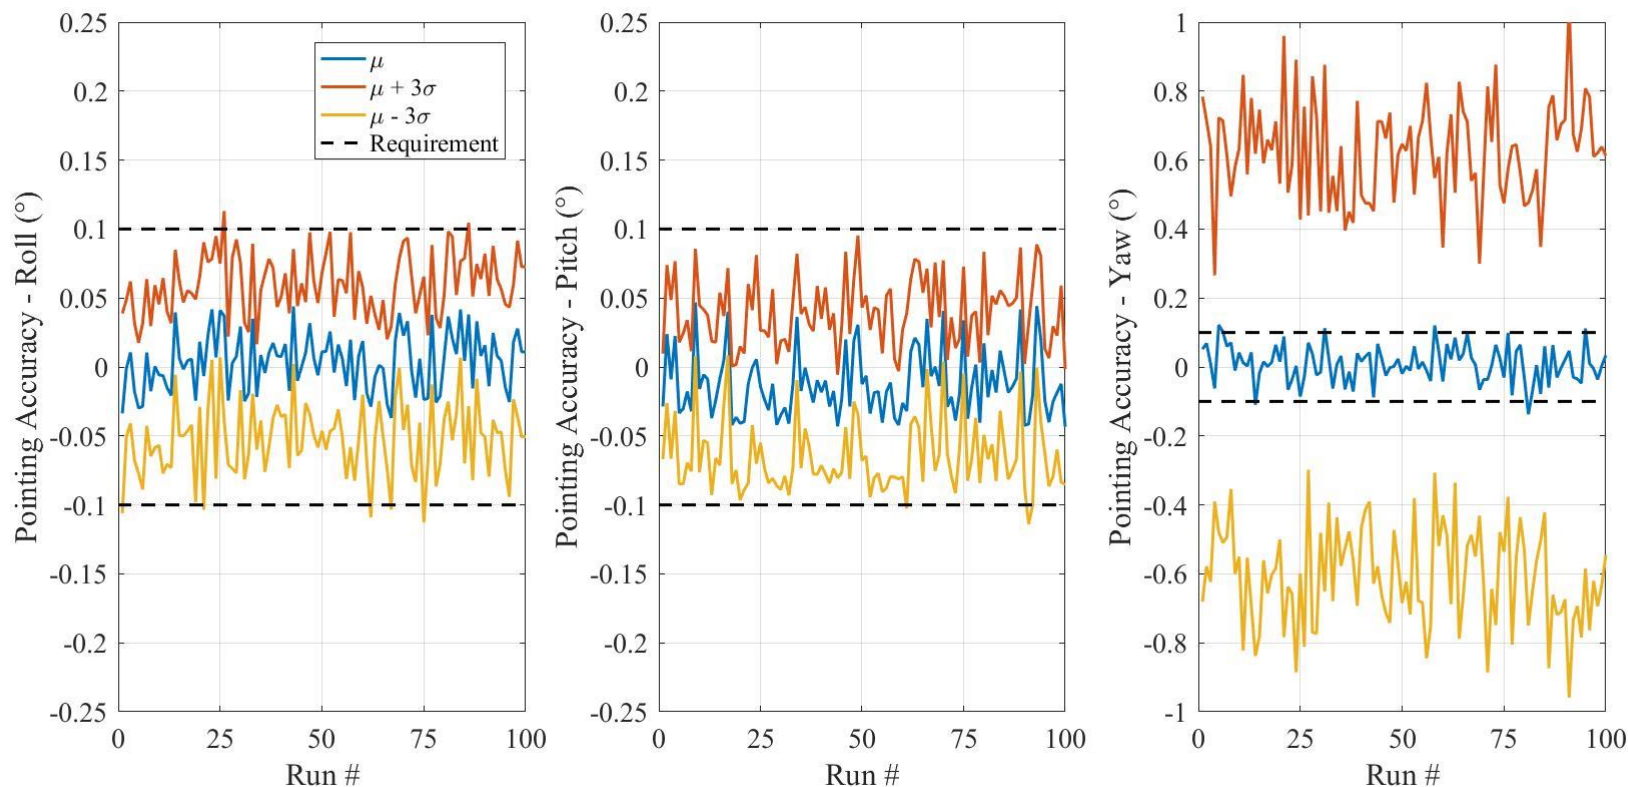 Pointing Accuracy - Roll (°)
0.25
0.2
0.15
0.1
0.05
0
-0.05
-0.1
-0.15
-0.2
-0.25
μ
μ + 3σ
μ - 3σ
Requirement
0 25 50 75 100
Run #
Pointing Accuracy - Pitch (°)
0.25
0.2
0.15
0.1
0.05
0
-0.05
-0.1
-0.15
-0.2
-0.25
0 25 50 75 100
Run #
Pointing Accuracy - Yaw (°)
1
0.8
0.6
0.4
0.2
0
-0.2
-0.4
-0.6
-0.8
-1
0 25 50 75 100
Run #